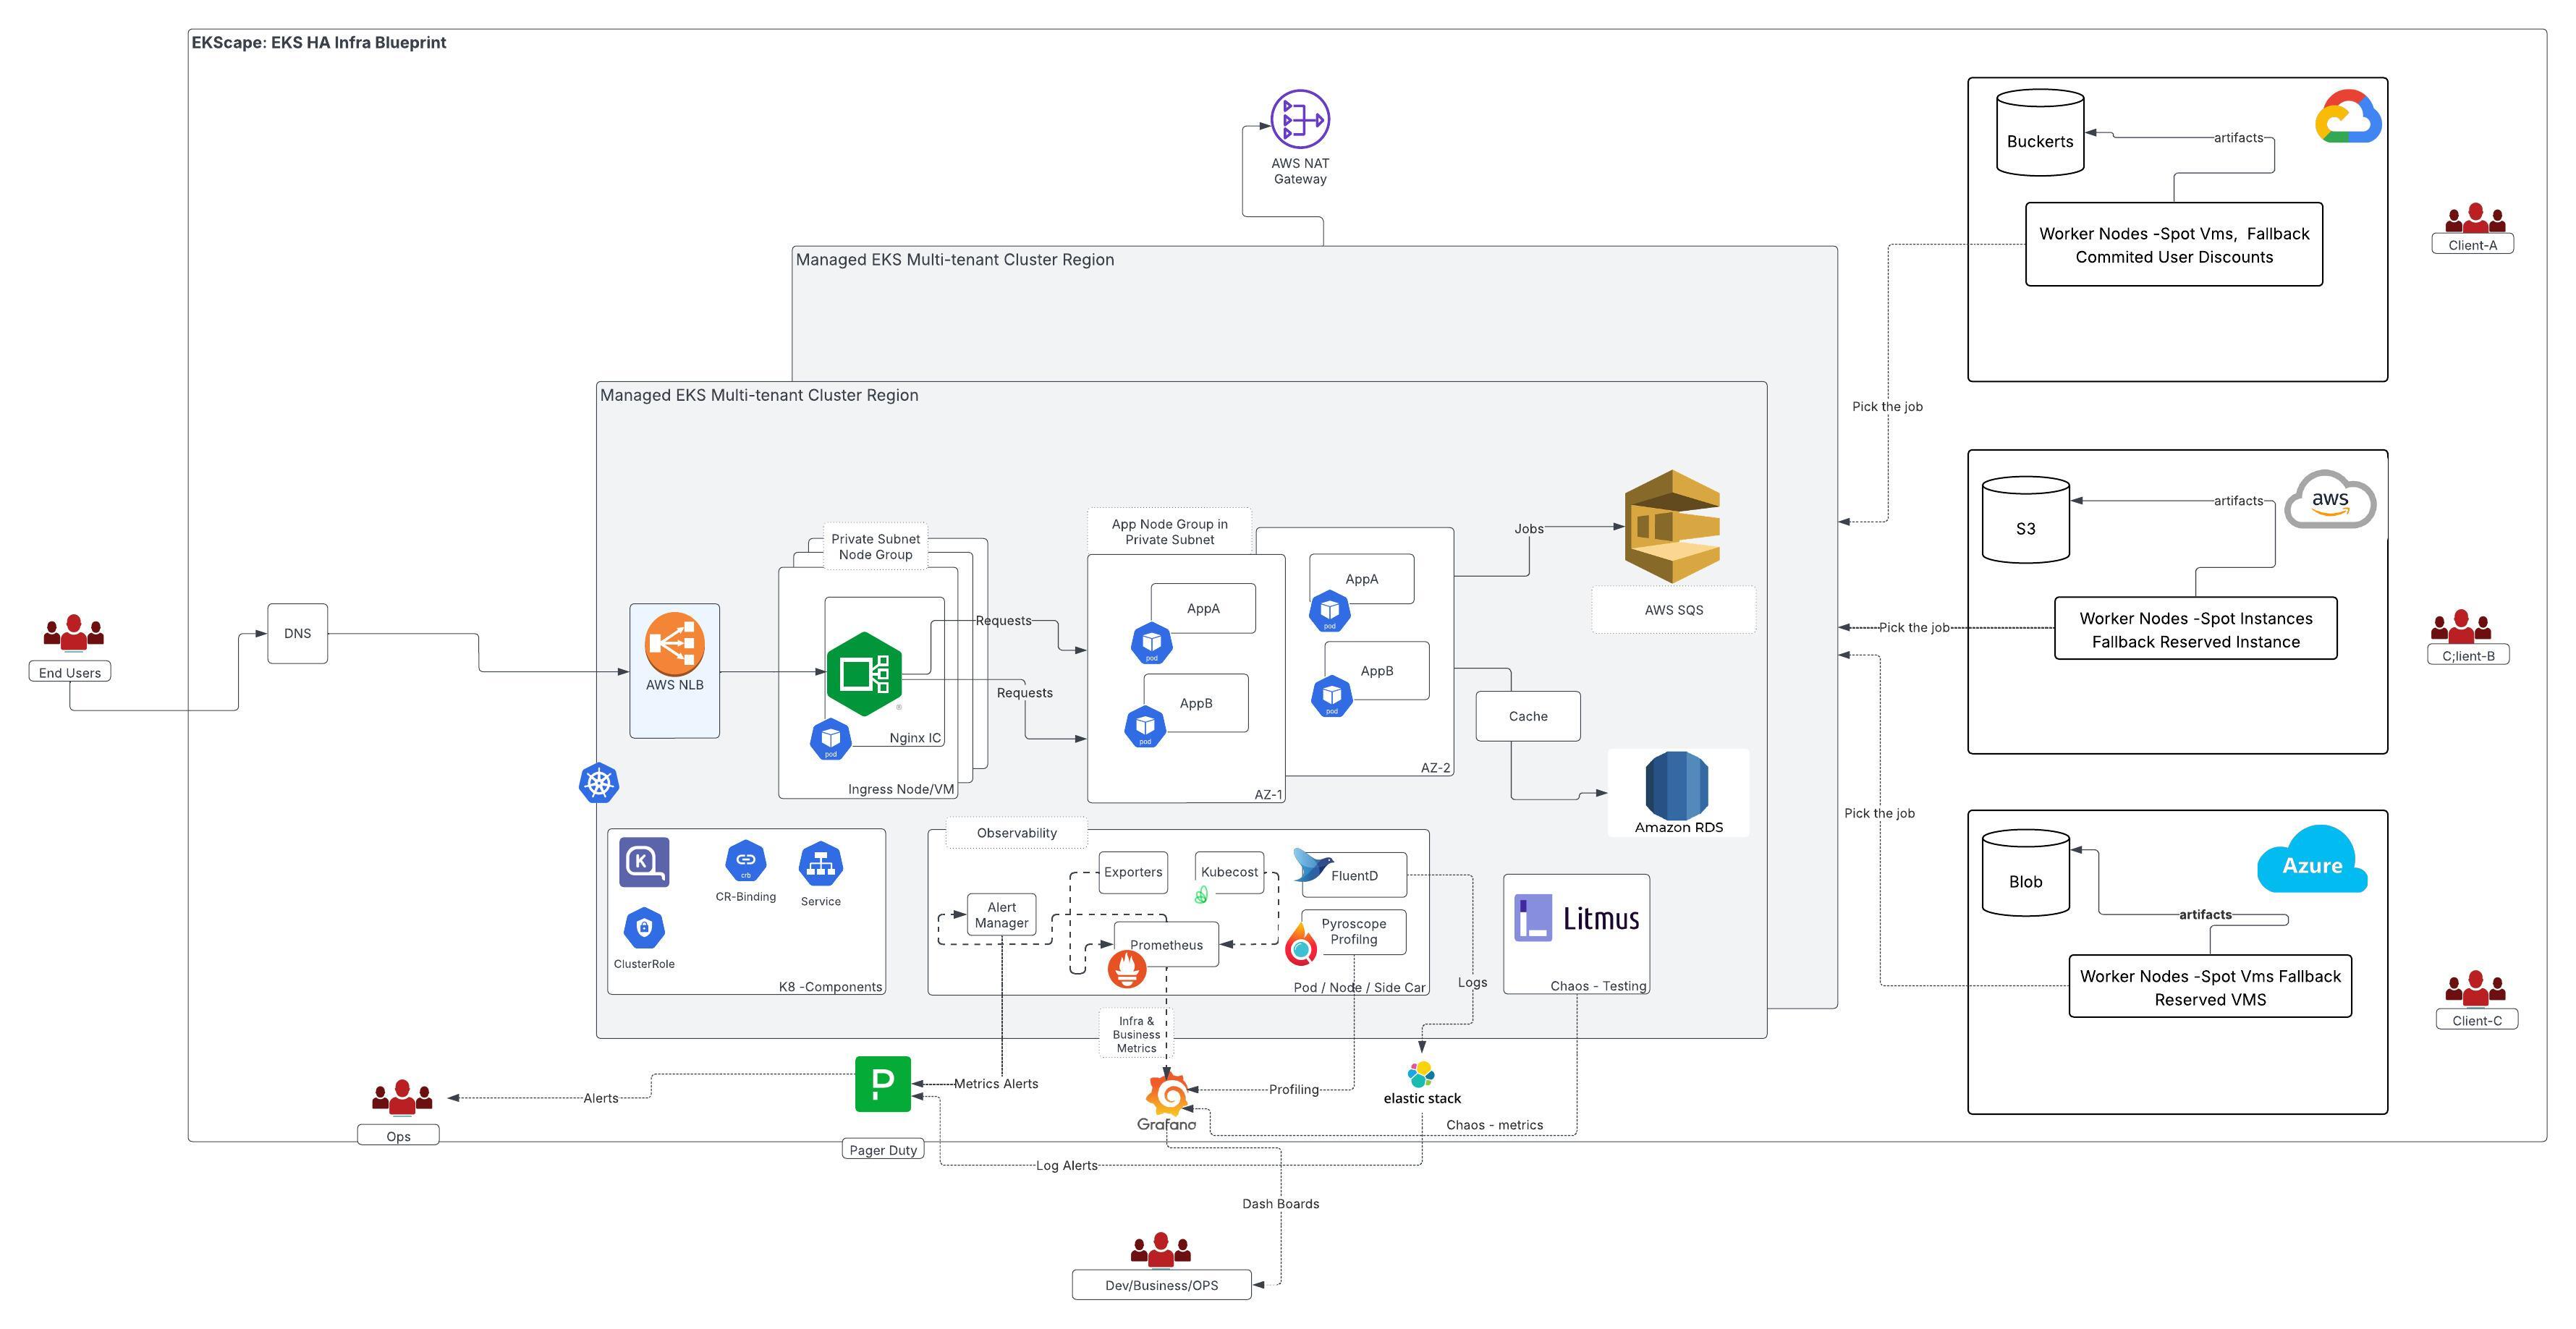 EKScape: EKS HA Infra Blueprint
AWS NAT
Gateway
Managed EKS Multi-tenant Cluster Region
Managed EKS Multi-tenant Cluster Region
End Users
DNS
AWS NLB
Private Subnet
Node Group
Nginx IC
®
pod
Ingress Node/VM
Requests
Requests
App Node Group in
Private Subnet
AppA
pod
AppB
pod
AZ-1
AppA
pod
AppB
pod
AZ-2
Jobs
AWS SQS
Cache
Amazon RDS
K
crb
CR-Binding
Service
ClusterRole
K8 -Components
Observability
Exporters
Kubecost
FluentD
Alert
Manager
Prometheus
Pyroscope
Profilng
Pod / Node / Side Car
Litmus
Chaos - Testing
Logs
Infra &
Business
Metrics
P
Pager Duty
Metrics Alerts
Alerts
Ops
Grafana
Profiling
elastic stack
Chaos - metrics
Log Alerts
Dash Boards
Dev/Business/OPS
Pick the job
Pick the job
Pick the job
Buckerts
artifacts
Worker Nodes -Spot Vms, Fallback
Commited User Discounts
Client-A
S3
artifacts
aws
Worker Nodes -Spot Instances
Fallback Reserved Instance
C;lient-B
Blob
artifacts
Azure
Worker Nodes -Spot Vms Fallback
Reserved VMS
Client-C